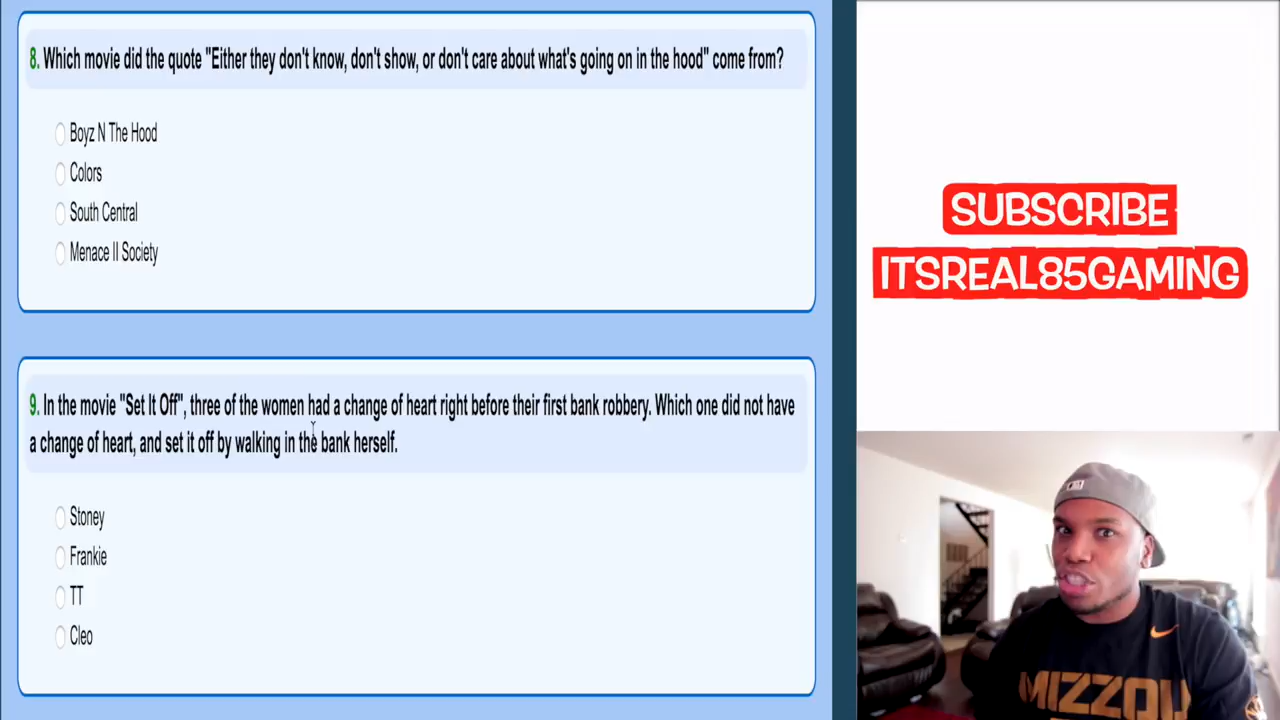 8. Which movie did the quote "Either they don't know, don't show, or don't care about what's going on in the hood" come from?
Boyz N The Hood
Colors
South Central
Menace II Society
9. In the movie "Set It Off", three of the women had a change of heart right before their first bank robbery. Which one did not have
a change of heart, and set it off by walking in the bank herself.
Stoney
Frankie
TT
Cleo
SUBSCRIBE
ITSREAL85GAMING
MIZZOU